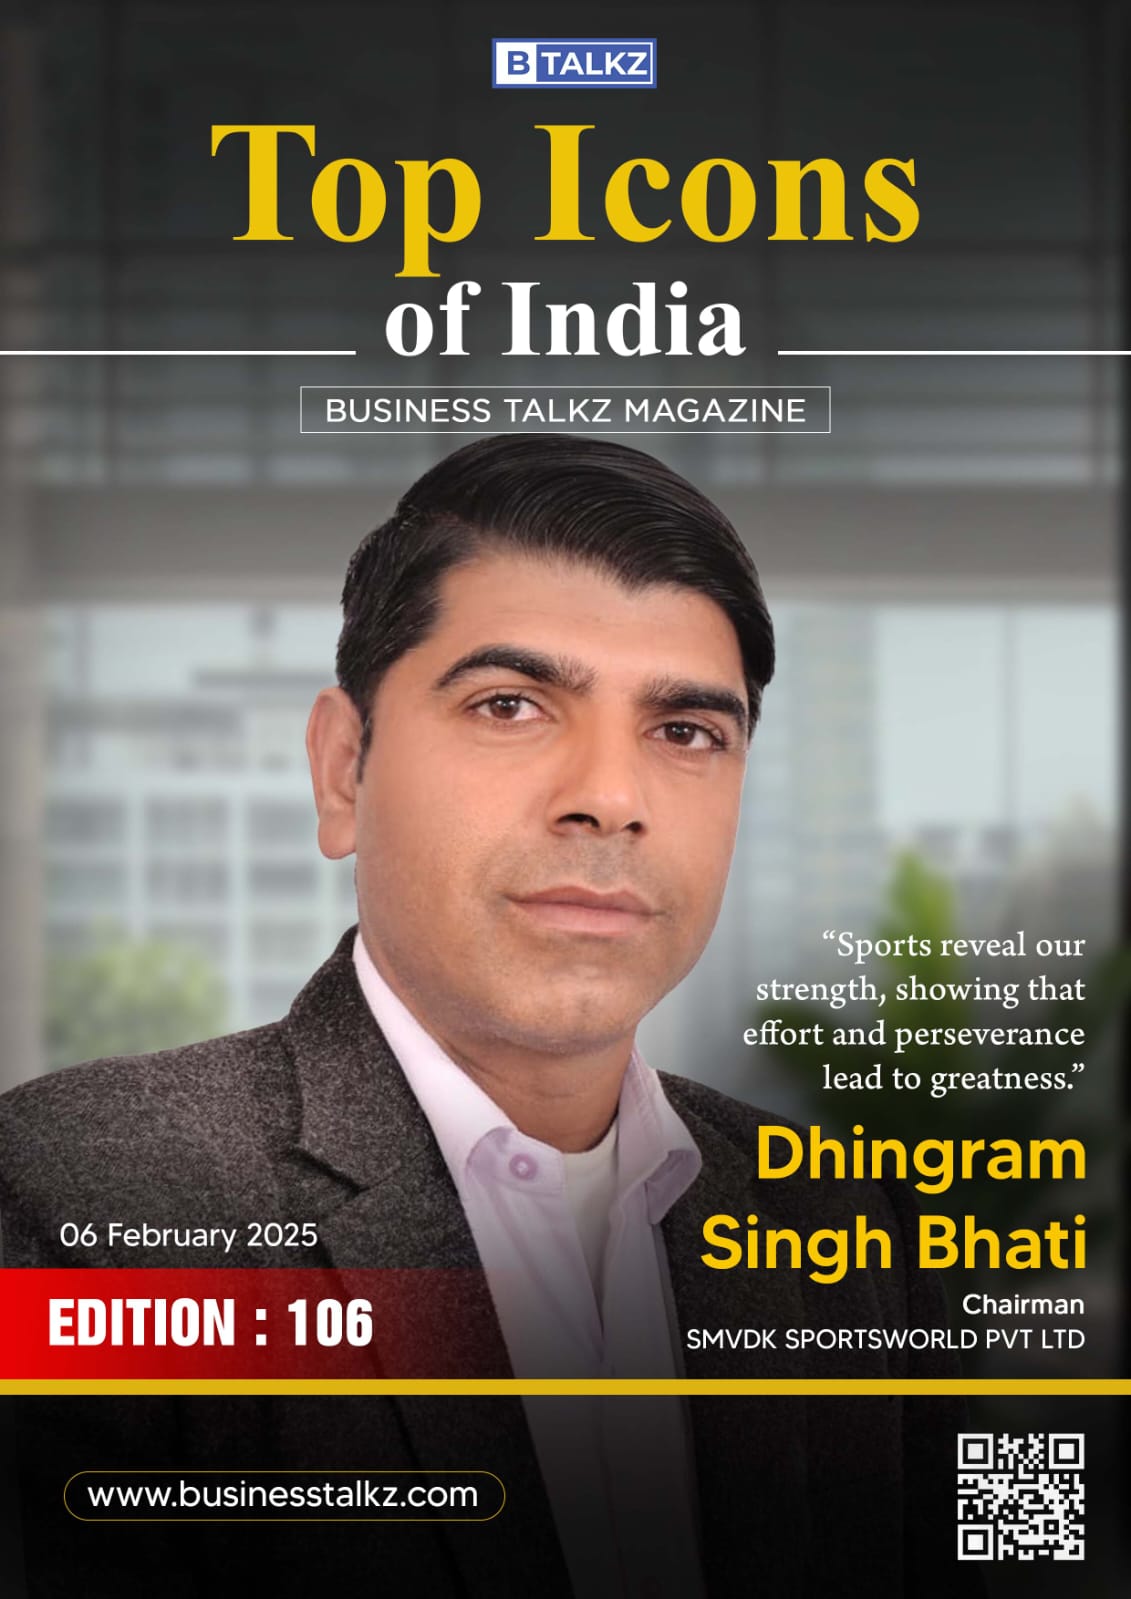 B TALKZ
Top Icons
of India
BUSINESS TALKZ MAGAZINE
“Sports reveal our
strength, showing that
effort and perseverance
lead to greatness.”
Dhingram
Singh Bhati
Chairman
SMVDK SPORTSWORLD PVT LTD
06 February 2025
EDITION : 106
www.businesstalkz.com